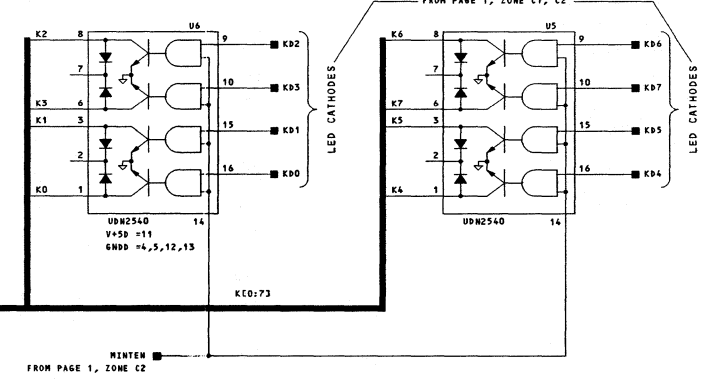 FROM PAGE 1, ZONE C1, C2
U6
U5
K2 8 9 KD2
7
10 KD3
K3 6
K1 3 15 KD1
2
16 KD0
K0 1
UDN2540 14
V+5D =11
GNDD =4,5,12,13
LED CATHODES
K6 8 9 KD6
7
10 KD7
K7 6
K5 3 15 KD5
2
16 KD4
K4 1
UDN2540 14
LED CATHODES
K[0:7]
MINTEN
FROM PAGE 1, ZONE C2